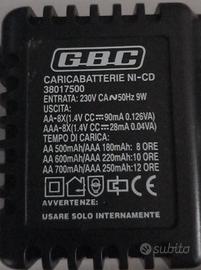 G.B.C
CARICABATTERIE NI-CD
38017500
ENTRATA: 230V CA~50Hz 9W
USCITA:
AA-8X(1.4V CC⎓90mA 0.126VA)
AAA-8X(1.4V CC⎓28mA 0.04VA)
TEMPO DI CARICA:
AA 500mAh/AAA 180mAh: 8 ORE
AA 600mAh/AAA 220mAh:10 ORE
AA 700mAh/AAA 250mAh:12 ORE
AVVERTENZE:
USARE SOLO INTERNAMENTE
subito